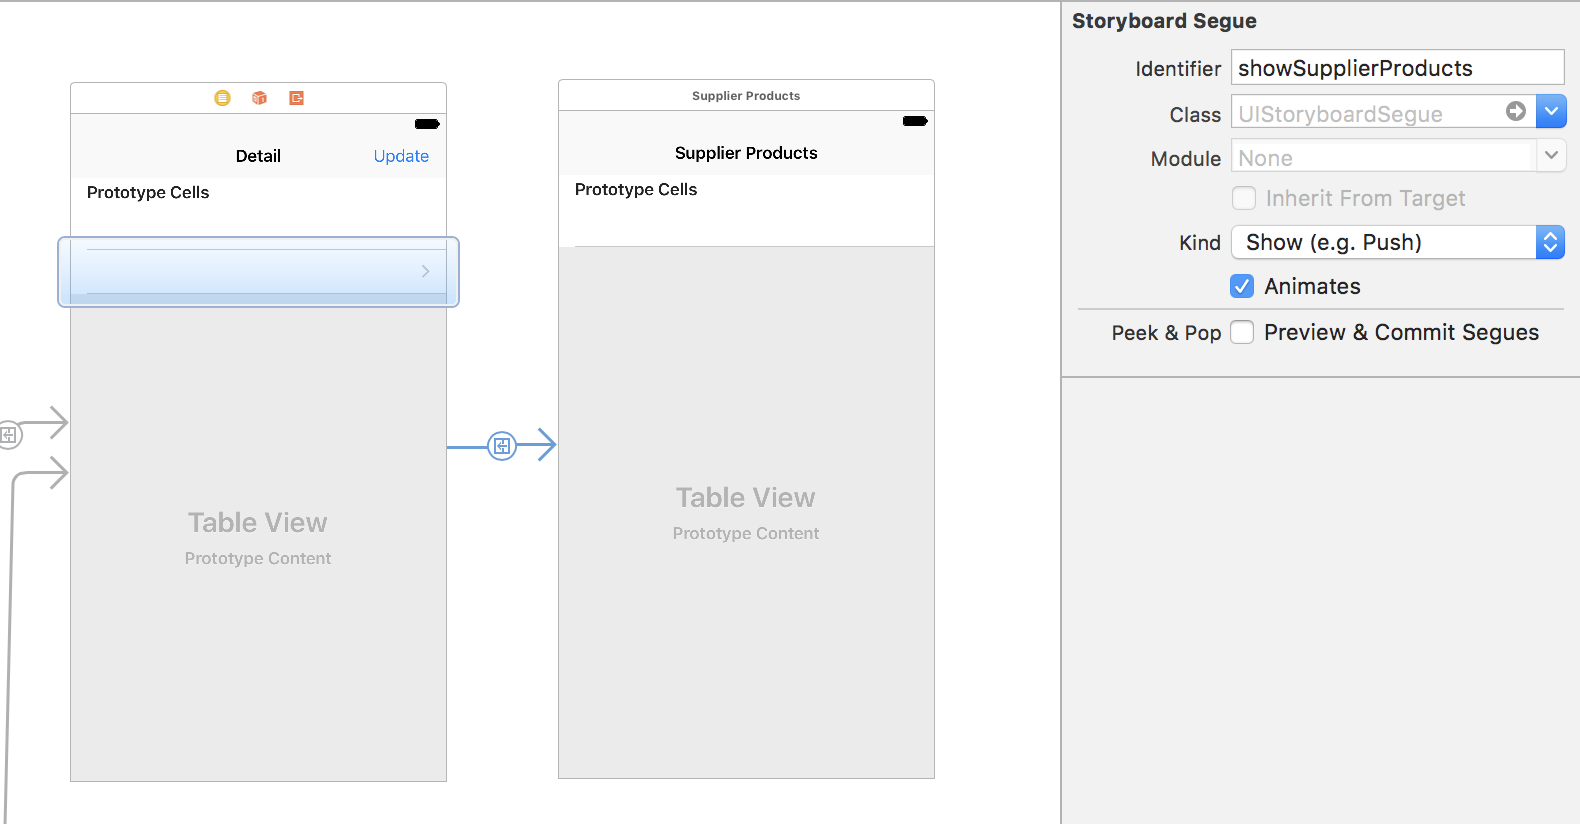 Detail
Update
Prototype Cells
Table View
Prototype Content
Supplier Products
Supplier Products
Prototype Cells
Table View
Prototype Content
Storyboard Segue
Identifier showSupplierProducts
Class UIStoryboardSegue
Module None
Inherit From Target
Kind Show (e.g. Push)
Animates
Peek & Pop Preview & Commit Segues